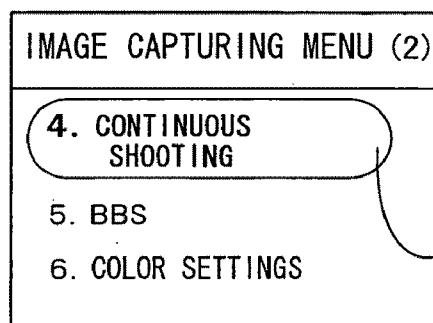 IMAGE CAPTURING MENU (2)
4. CONTINUOUS
SHOOTING
5. BBS
6. COLOR SETTINGS